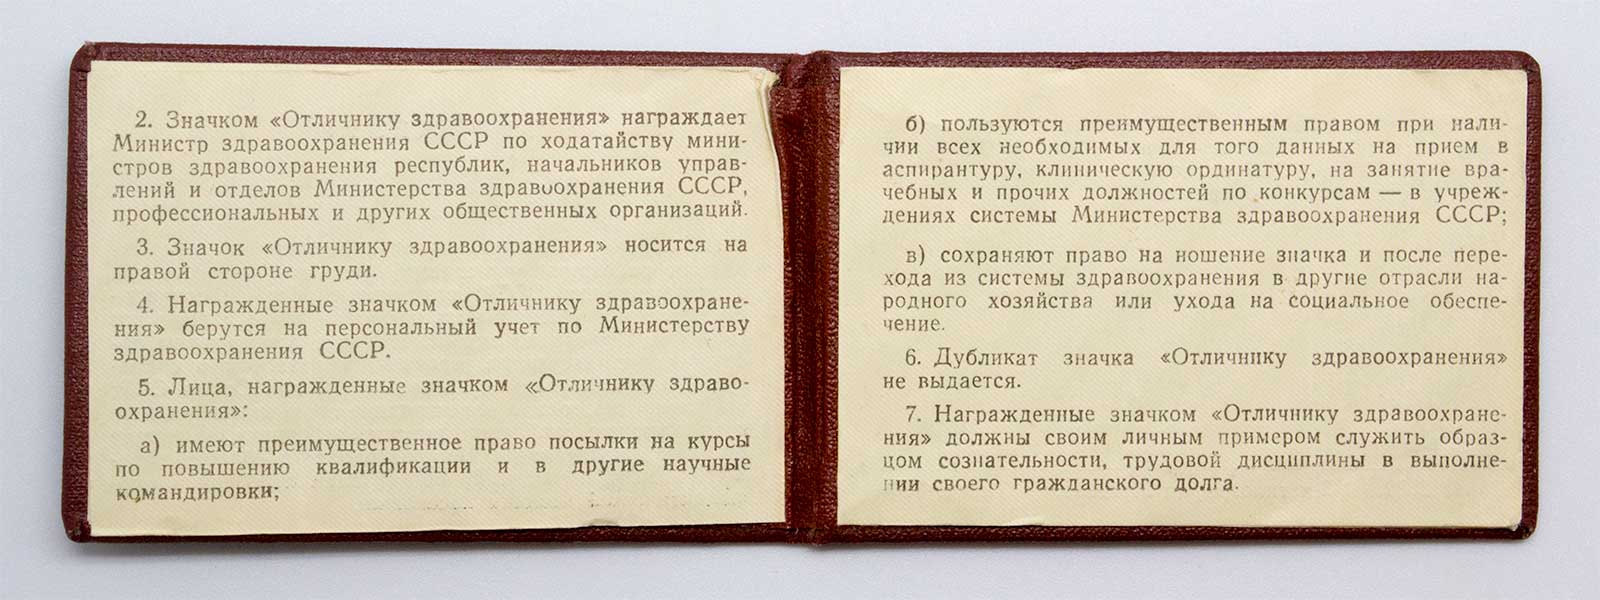 2. Значком «Отличнику здравоохранения» награждает
Министр здравоохранения СССР по ходатайству мини-
стров здравоохранения республик, начальников управ-
лений и отделов Министерства здравоохранения СССР,
профессиональных и других общественных организаций.
3. Значок «Отличнику здравоохранения» носится на
правой стороне груди.
4. Награжденные значком «Отличнику здравоохране-
ния» берутся на персональный учет по Министерству
здравоохранения СССР.
5. Лица, награжденные значком «Отличнику здраво-
охранения»:
а) имеют преимущественное право посылки на курсы
по повышению квалификации и в другие научные
командировки;
б) пользуются преимущественным правом при нали-
чии всех необходимых для того данных на прием в
аспирантуру, клиническую ординатуру, на занятие вра-
чебных и прочих должностей по конкурсам — в учреж-
дениях системы Министерства здравоохранения СССР;
в) сохраняют право на ношение значка и после пере-
хода из системы здравоохранения в другие отрасли на-
родного хозяйства или ухода на социальное обеспе-
чение.
6. Дубликат значка «Отличнику здравоохранения»
не выдается.
7. Награжденные значком «Отличнику здравоохране-
ния» должны своим личным примером служить образ-
цом сознательности, трудовой дисциплины в выполне-
нии своего гражданского долга.